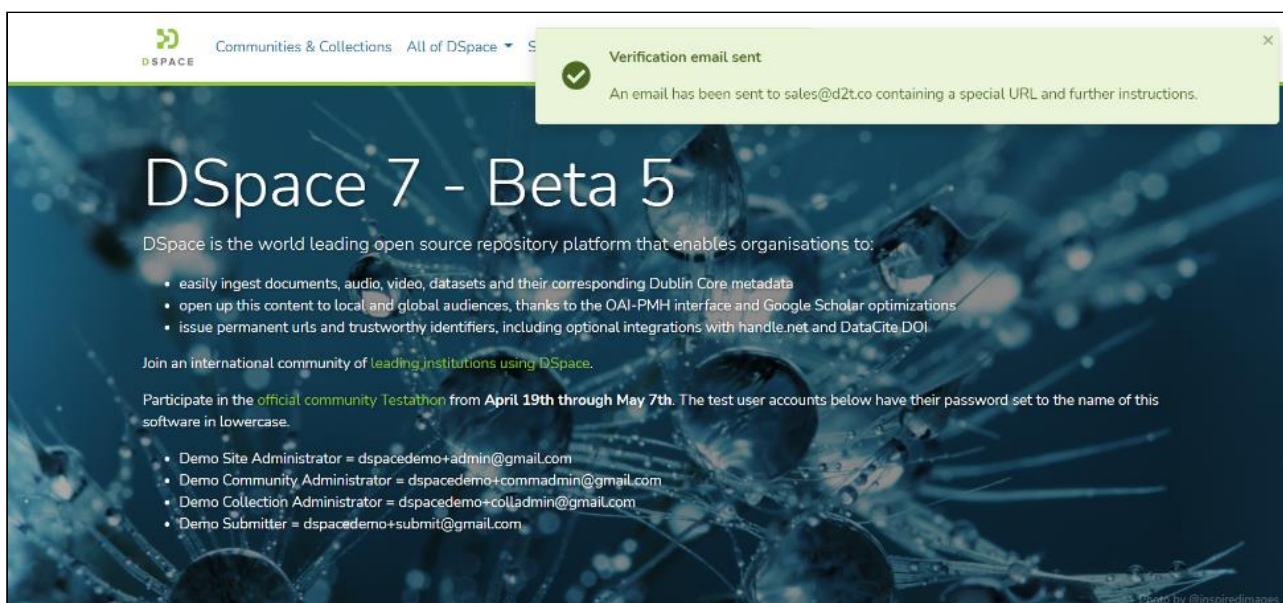 DSPACE
Communities & Collections All of DSpace S
Verification email sent
×
An email has been sent to sales@d2t.co containing a special URL and further instructions.
DSpace 7 - Beta 5
DSpace is the world leading open source repository platform that enables organisations to:
• easily ingest documents, audio, video, datasets and their corresponding Dublin Core metadata
• open up this content to local and global audiences, thanks to the OAI-PMH interface and Google Scholar optimizations
• issue permanent urls and trustworthy identifiers, including optional integrations with handle.net and DataCite DOI
Join an international community of leading institutions using DSpace.
Participate in the official community Testathon from April 19th through May 7th. The test user accounts below have their password set to the name of this
software in lowercase.
• Demo Site Administrator = dspacedemo+admin@gmail.com
• Demo Community Administrator = dspacedemo+commadmin@gmail.com
• Demo Collection Administrator = dspacedemo+colladmin@gmail.com
• Demo Submitter = dspacedemo+submit@gmail.com
Photo by @inspiredimages